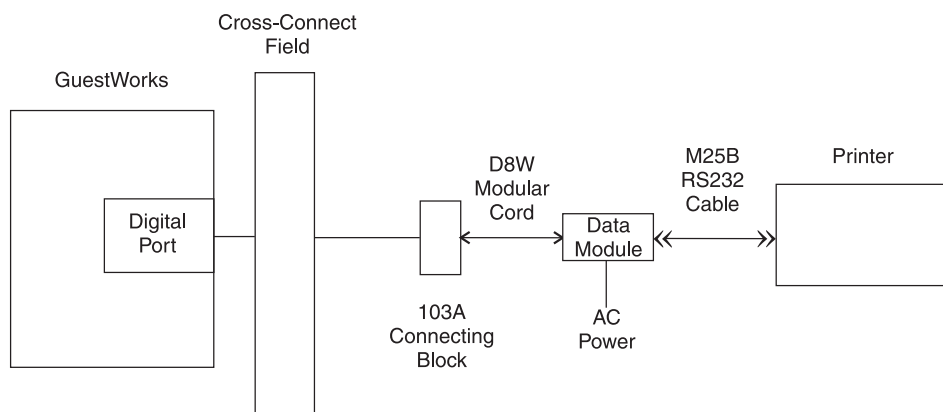 Cross-Connect
Field
GuestWorks
Digital
Port
103A
Connecting
Block
D8W
Modular
Cord
Data
Module
AC
Power
M25B
RS232
Cable
Printer